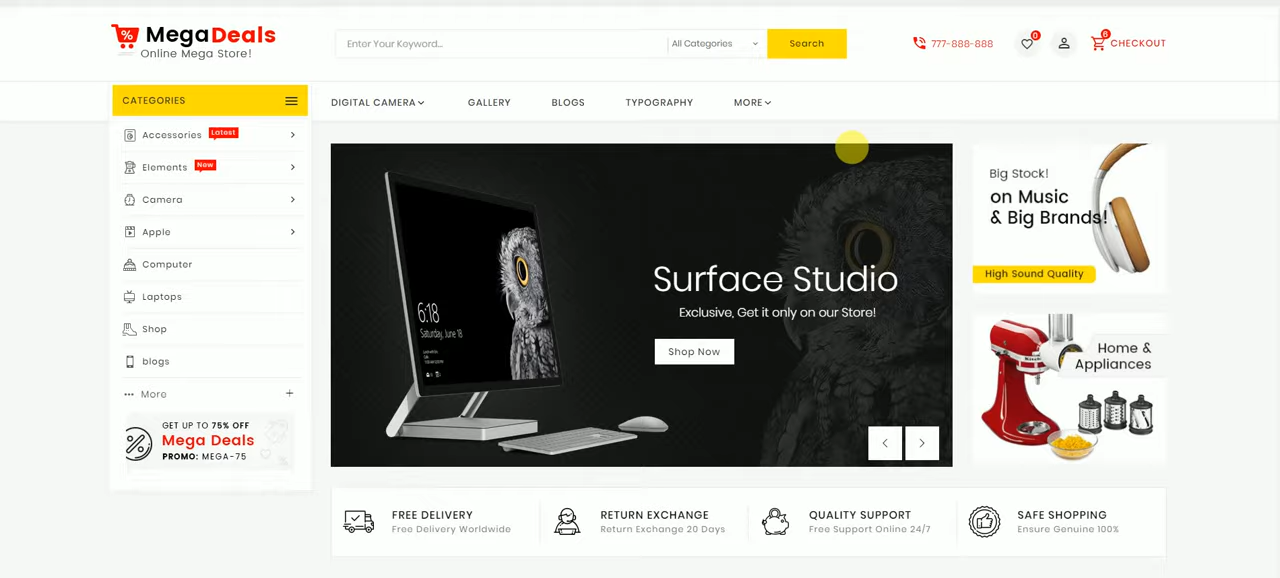 MegaDeals
Online Mega Store!
Enter Your Keyword...
All Categories
Search
0
777-888-888
6
CHECKOUT
CATEGORIES
DIGITAL CAMERA
GALLERY
BLOGS
TYPOGRAPHY
MORE
Accessories
Latest
Elements
New
Camera
Apple
Computer
Laptops
Shop
blogs
More
GET UP TO 75% OFF
Mega Deals
PROMO: MEGA-75
6:18
Saturday, June 18
Surface Studio
Exclusive, Get it only on our Store!
Shop Now
Big Stock!
on Music
& Big Brands!
High Sound Quality
Home &
Appliances
FREE DELIVERY
Free Delivery Worldwide
RETURN EXCHANGE
Return Exchange 20 Days
QUALITY SUPPORT
Free Support Online 24/7
SAFE SHOPPING
Ensure Genuine 100%